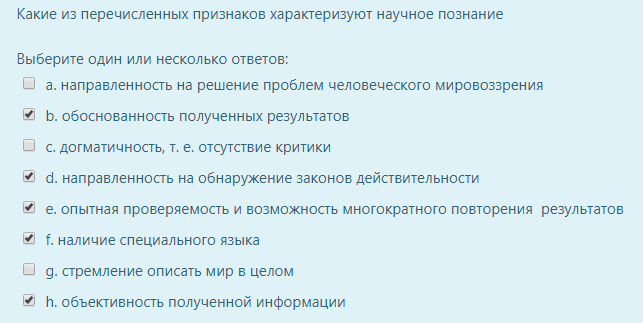 Какие из перечисленных признаков характеризуют научное познание
Выберите один или несколько ответов:
a. направленность на решение проблем человеческого мировоззрения
b. обоснованность полученных результатов
c. догматичность, т. е. отсутствие критики
d. направленность на обнаружение законов действительности
e. опытная проверяемость и возможность многократного повторения результатов
f. наличие специального языка
g. стремление описать мир в целом
h. объективность полученной информации